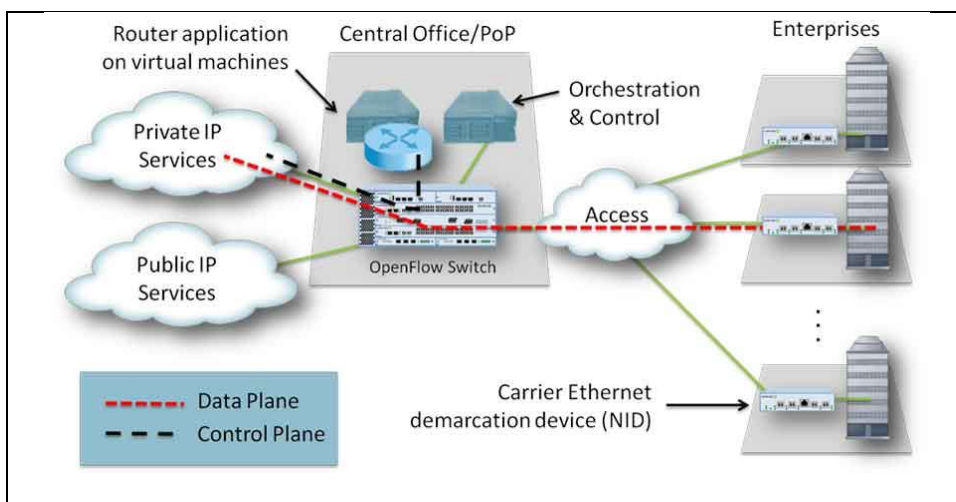 Router application
on virtual machines
Central Office/PoP
Enterprises
Orchestration
& Control
Private IP
Services
Access
Public IP
Services
OpenFlow Switch
Data Plane
Control Plane
Carrier Ethernet
demarcation device (NID)